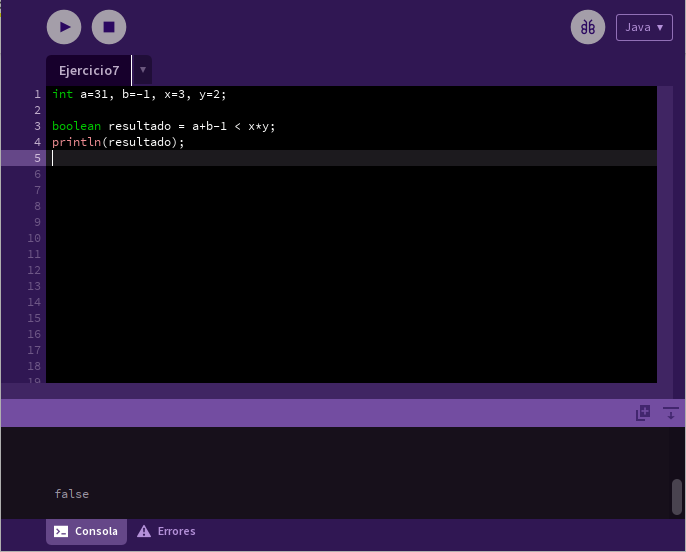 Java ▼
Ejercicio7 ▼
1 int a=31, b=-1, x=3, y=2;
2
3 boolean resultado = a+b-1 < x*y;
4 println(resultado);
5
6
7
8
9
10
11
12
13
14
15
16
17
18
19
false
Consola Errores